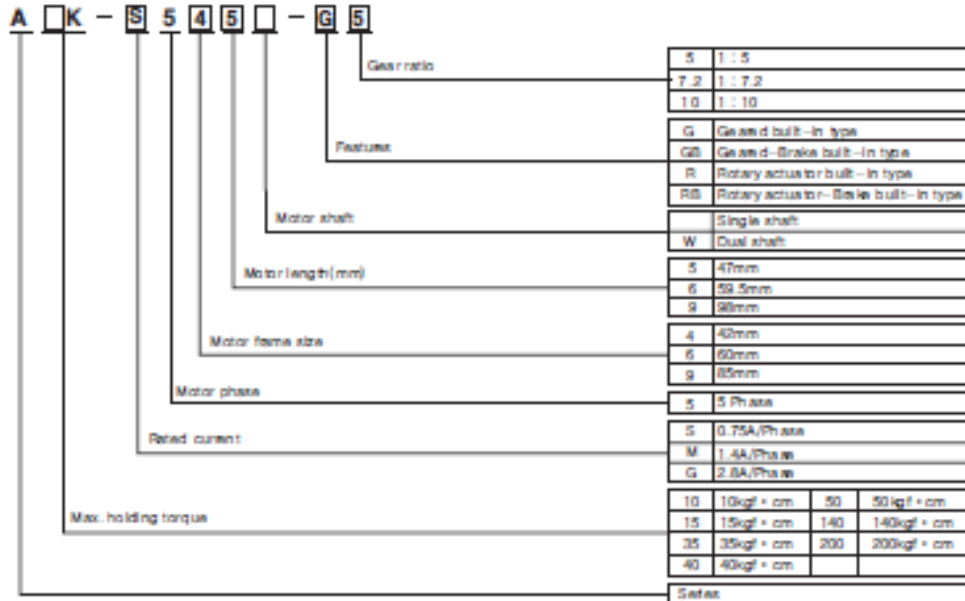 A □K - S 5 4 5 □ - G 5
Gear ratio
5 1 : 5
7.2 1 : 7.2
10 1 : 10
Features
G Geared built-in type
GB Geared-Brake built-in type
R Rotary actuator built-in type
RB Rotary actuator-Brake built-in type
Motor shaft
Single shaft
W Dual shaft
Motor length(mm)
5 47mm
6 59.5mm
9 98mm
Motor frame size
4 42mm
6 60mm
9 85mm
Motor phase
5 5 Phase
Rated current
S 0.75A/Phase
M 1.4A/Phase
G 2.8A/Phase
Max. holding torque
10 10kgf・cm 50 50kgf・cm
15 15kgf・cm 140 140kgf・cm
35 35kgf・cm 200 200kgf・cm
40 40kgf・cm
Series